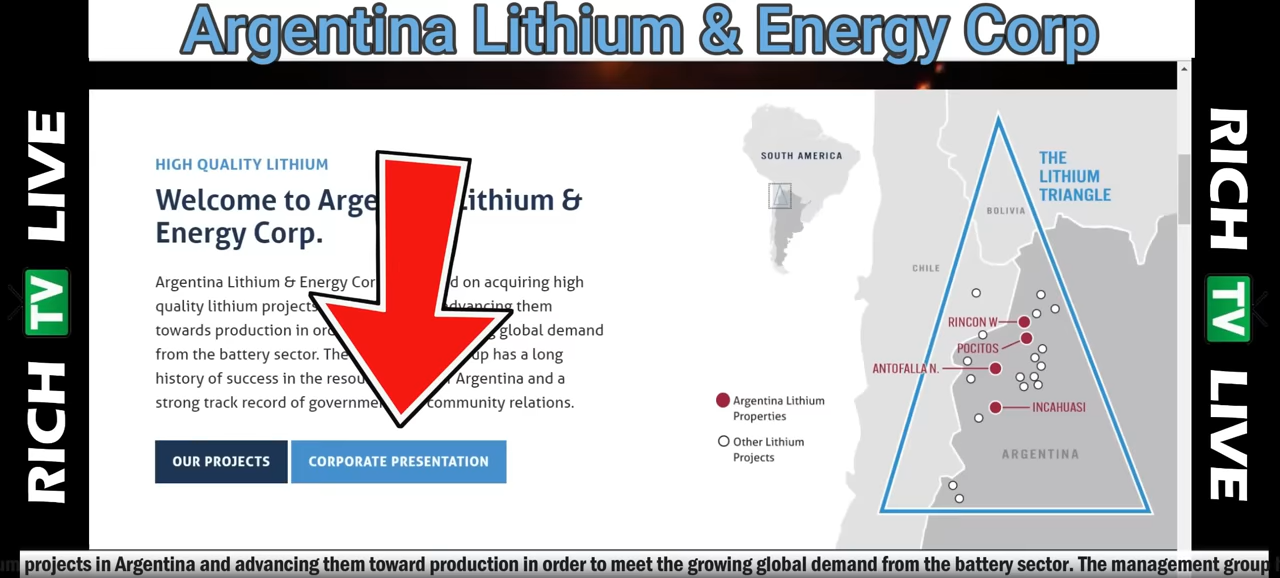 Argentina Lithium & Energy Corp
RICH TV LIVE
HIGH QUALITY LITHIUM
Welcome to Arge Lithium &
Energy Corp.
Argentina Lithium & Energy Cor d on acquiring high
quality lithium projects advancing them
towards production in global demand
from the battery sector. The has a long
history of success in the Argentina and a
strong track record of community relations.
OUR PROJECTS
CORPORATE PRESENTATION
SOUTH AMERICA
Argentina Lithium
Properties
Other Lithium
Projects
THE
LITHIUM
TRIANGLE
BOLIVIA
CHILE
RINCON W
POCITOS
ANTOFALLA N.
INCAHUASI
ARGENTINA
RICH TV LIVE
projects in Argentina and advancing them toward production in order to meet the growing global demand from the battery sector. The management group